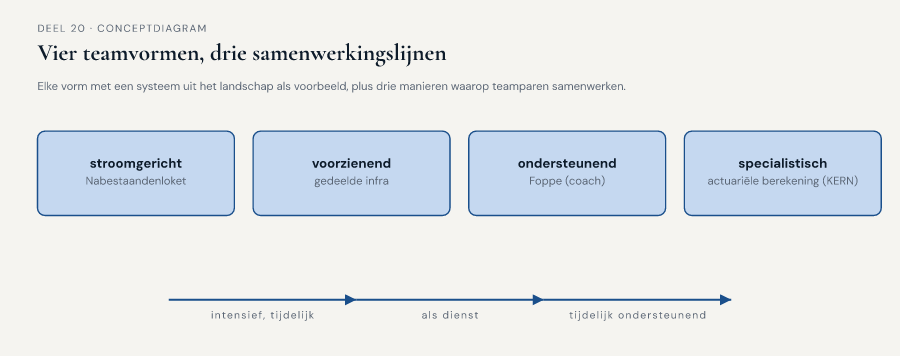 DEEL 20 · CONCEPTDIAGRAM
Vier teamvormen, drie samenwerkingslijnen
Elke vorm met een systeem uit het landschap als voorbeeld, plus drie manieren waarop teamparen samenwerken.
stroomgericht
Nabestaandenloket
voorzienend
gedeelde infra
ondersteunend
Foppe (coach)
specialistisch
actuariële berekening (KERN)
intensief, tijdelijk
als dienst
tijdelijk ondersteunend